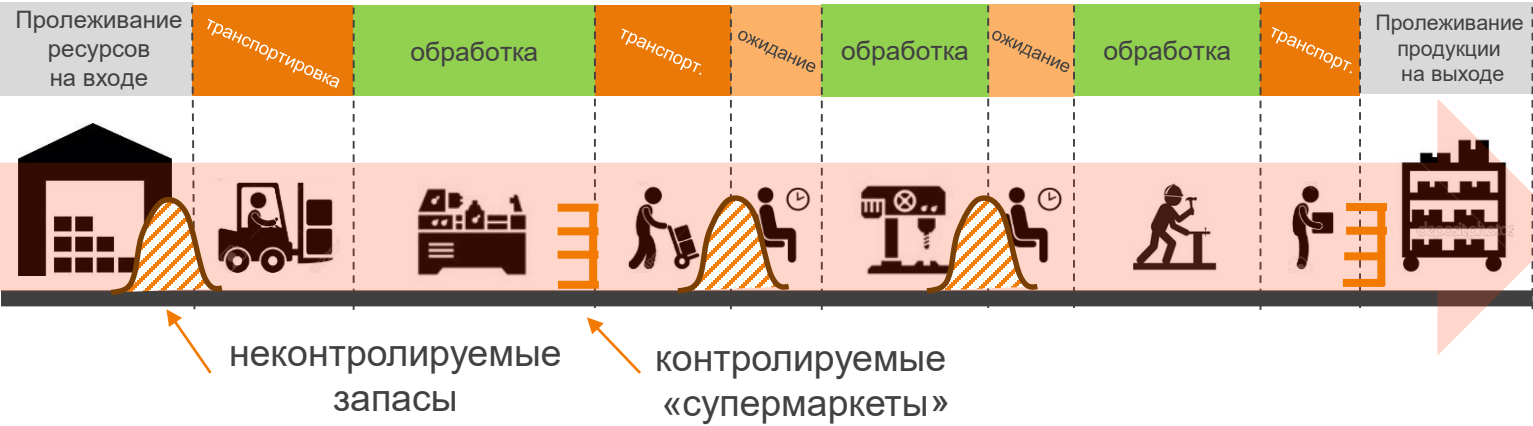 Пролеживание
ресурсов
на входе
транспортировка
обработка
транспорт.
ожидание
обработка
ожидание
обработка
транспорт.
Пролеживание
продукции
на выходе
неконтролируемые
запасы
контролируемые
«супермаркеты»